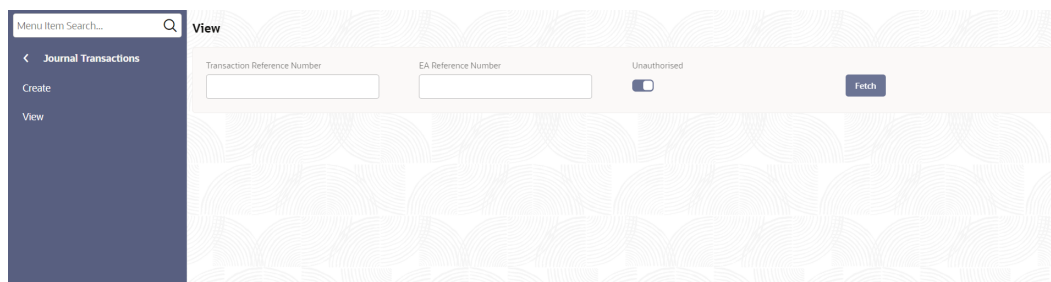 Menu Item Search...
Journal Transactions
Create
View
View
Transaction Reference Number
EA Reference Number
Unauthorised
Fetch